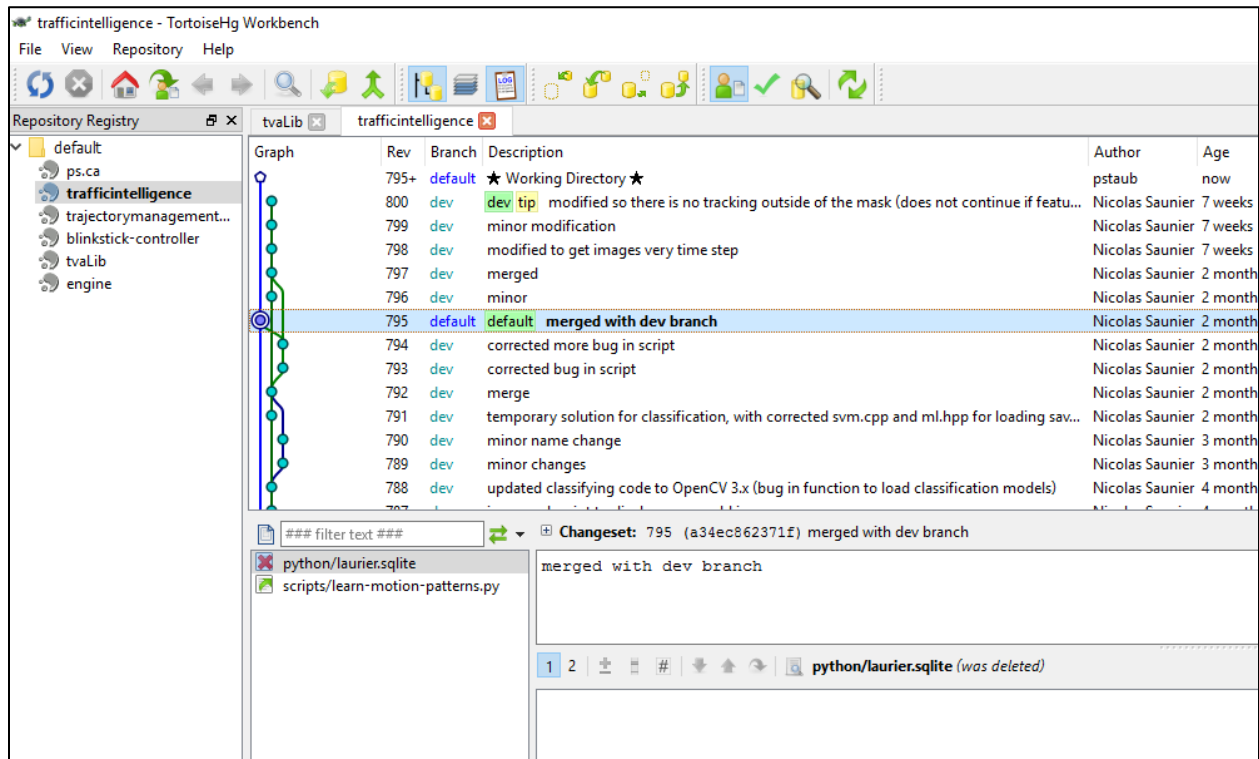 trafficintelligence - TortoiseHg Workbench
File View Repository Help
LOG
Repository Registry
tvaLib
trafficintelligence
default
ps.ca
trafficintelligence
trajectorymanagement...
blinkstick-controller
tvaLib
engine
Graph Rev Branch Description Author Age
795+ default ★ Working Directory ★ pstaub now
800 dev dev tip modified so there is no tracking outside of the mask (does not continue if featu... Nicolas Saunier 7 weeks
799 dev minor modification Nicolas Saunier 7 weeks
798 dev modified to get images very time step Nicolas Saunier 7 weeks
797 dev merged Nicolas Saunier 2 month
796 dev minor Nicolas Saunier 2 month
795 default default merged with dev branch Nicolas Saunier 2 month
794 dev corrected more bug in script Nicolas Saunier 2 month
793 dev corrected bug in script Nicolas Saunier 2 month
792 dev merge Nicolas Saunier 2 month
791 dev temporary solution for classification, with corrected svm.cpp and ml.hpp for loading sav... Nicolas Saunier 2 month
790 dev minor name change Nicolas Saunier 3 month
789 dev minor changes Nicolas Saunier 3 month
788 dev updated classifying code to OpenCV 3.x (bug in function to load classification models) Nicolas Saunier 4 month
### filter text ###
python/laurier.sqlite
scripts/learn-motion-patterns.py
Changeset: 795 (a34ec862371f) merged with dev branch
merged with dev branch
1 2 # python/laurier.sqlite (was deleted)